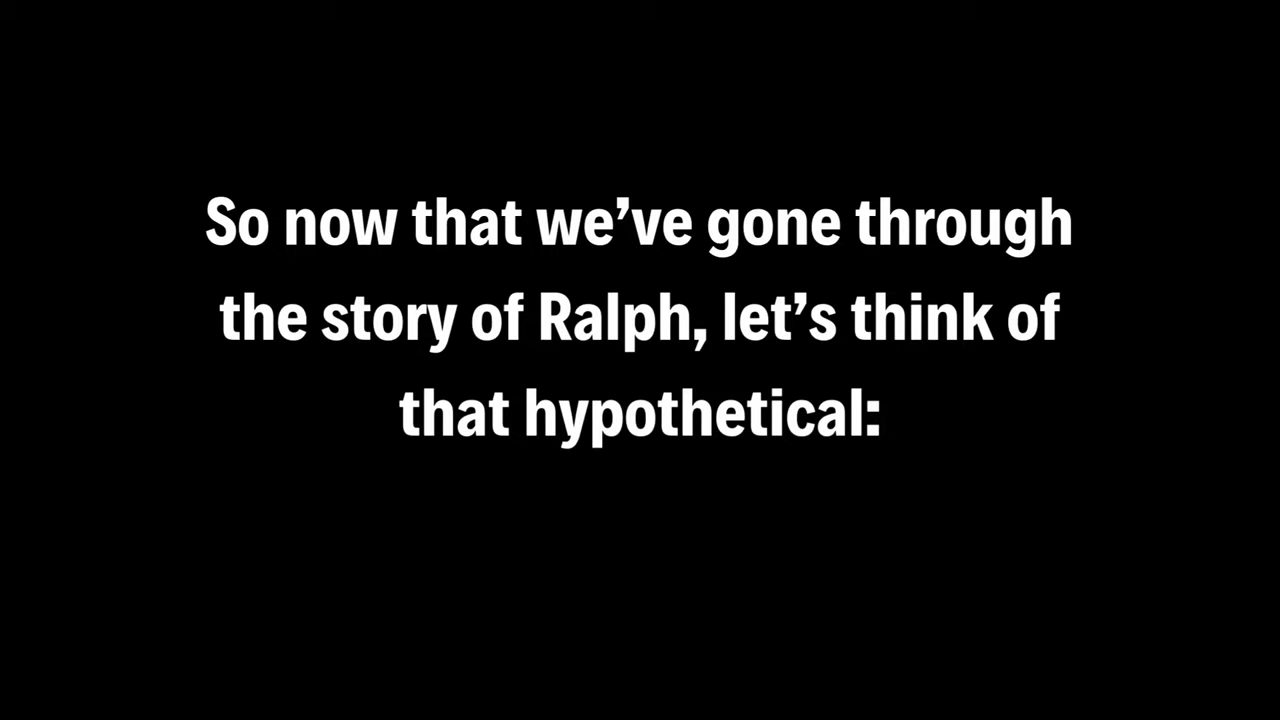 So now that we’ve gone through
the story of Ralph, let’s think of
that hypothetical: